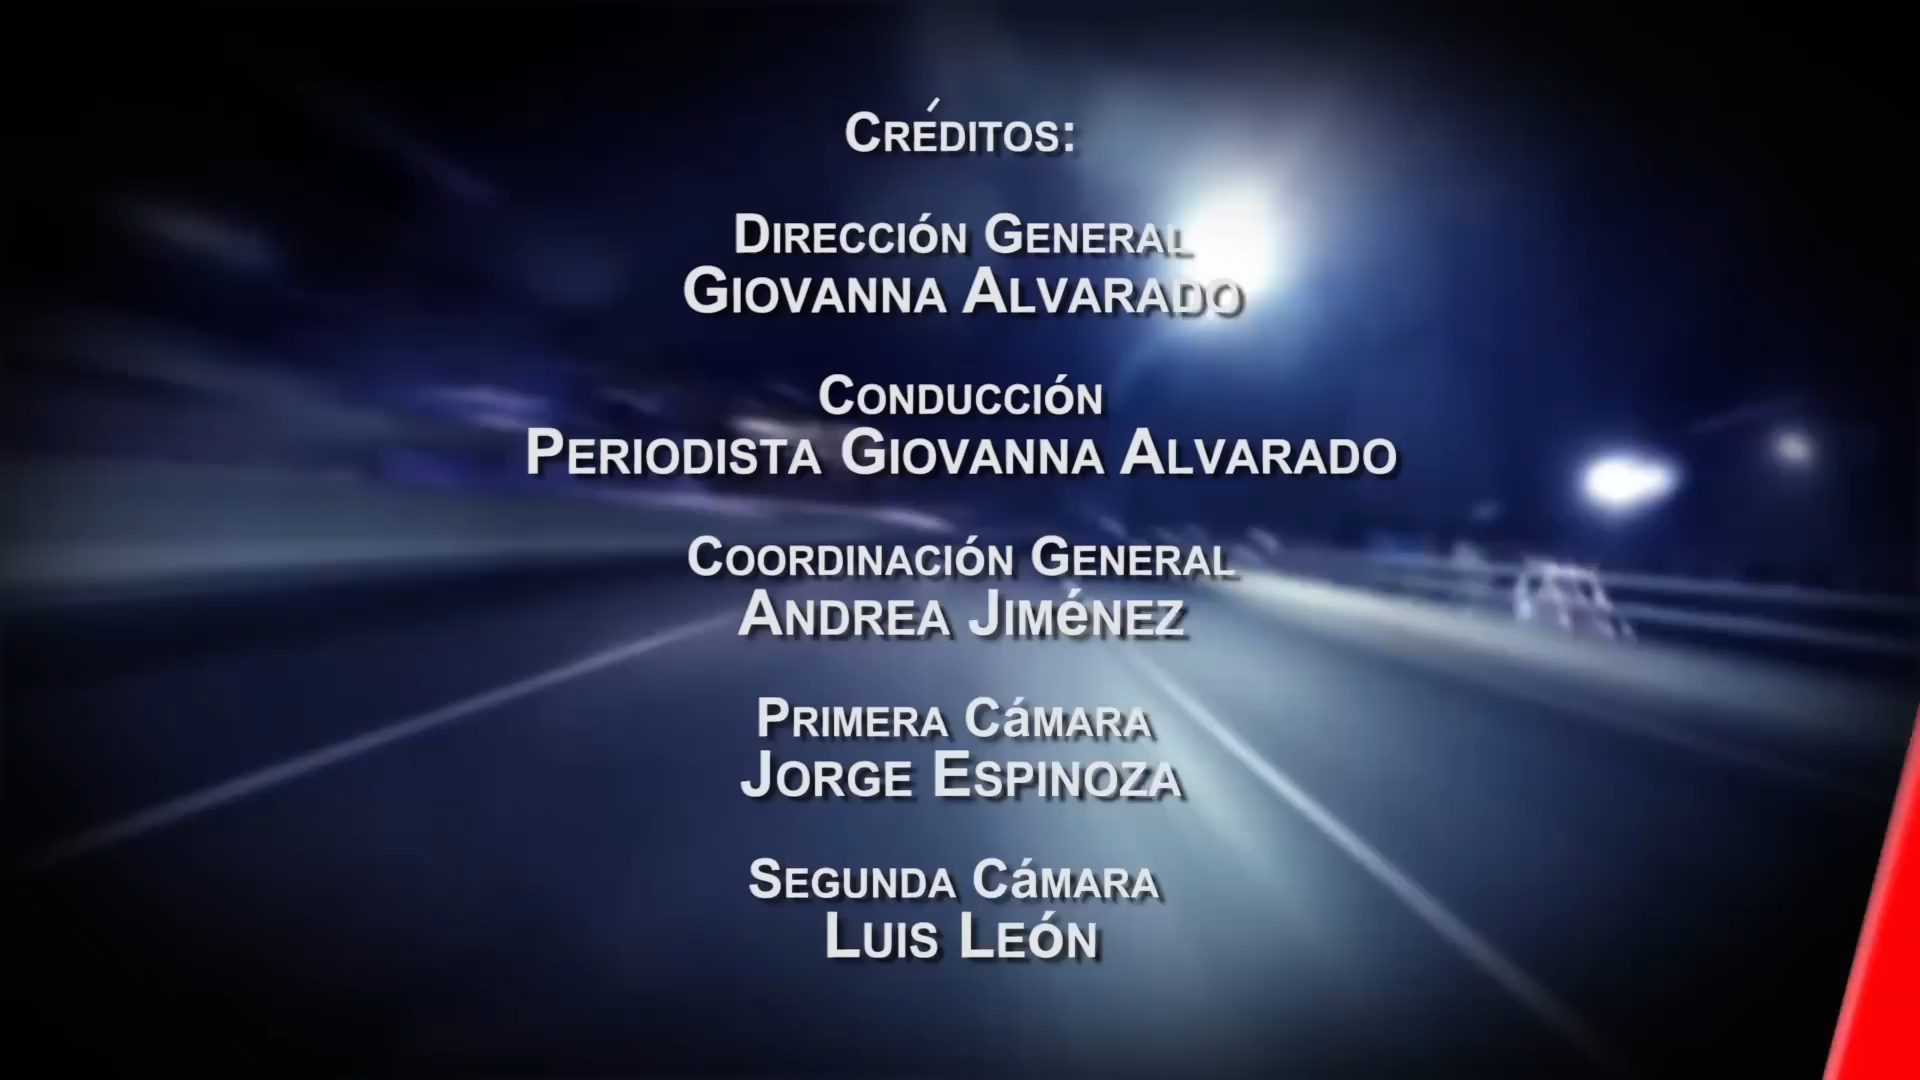 Créditos:
Dirección General
Giovanna Alvarado
Conducción
Periodista Giovanna Alvarado
Coordinación General
Andrea Jiménez
Primera Cámara
Jorge Espinoza
Segunda Cámara
Luis León